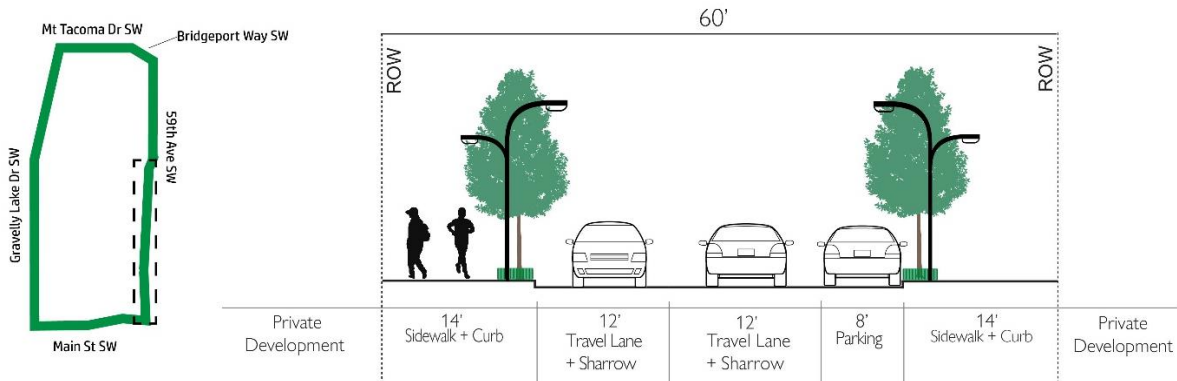 Mt Tacoma Dr SW
Bridgeport Way SW
59th Ave SW
Gravelly Lake Dr SW
Main St SW
60'
ROW
ROW
Private
Development
14'
Sidewalk + Curb
12'
Travel Lane
+ Sharrow
12'
Travel Lane
+ Sharrow
8'
Parking
14'
Sidewalk + Curb
Private
Development